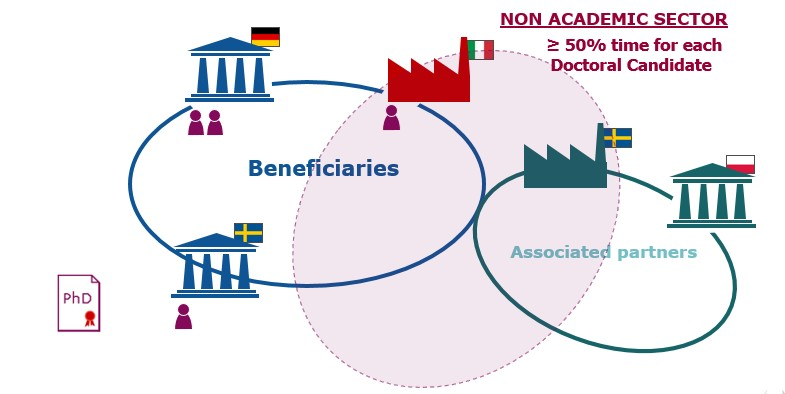 NON ACADEMIC SECTOR
≥ 50% time for each
Doctoral Candidate
Beneficiaries
Associated partners
PhD